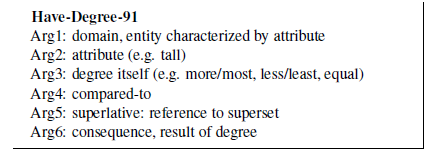 Have-Degree-91
Arg1: domain, entity characterized by attribute
Arg2: attribute (e.g. tall)
Arg3: degree itself (e.g. more/most, less/least, equal)
Arg4: compared-to
Arg5: superlative: reference to superset
Arg6: consequence, result of degree